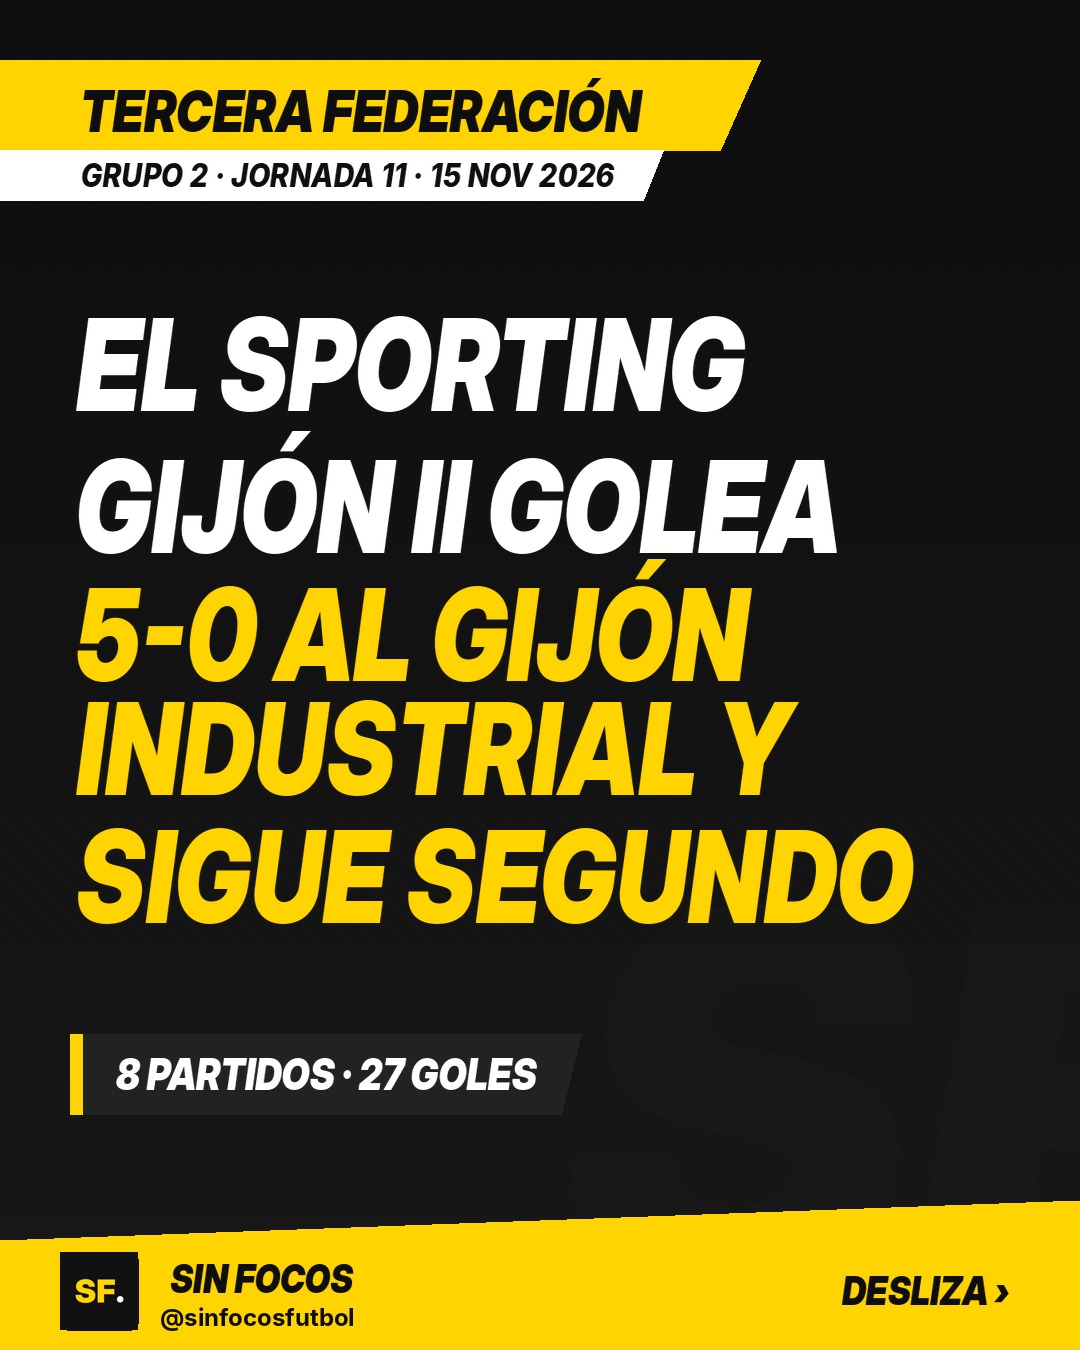 TERCERA FEDERACIÓN
GRUPO 2 · JORNADA 11 · 15 NOV 2026
EL SPORTING
GIJÓN II GOLEA
5-0 AL GIJÓN
INDUSTRIAL Y
SIGUE SEGUNDO
8 PARTIDOS · 27 GOLES
SF.
SIN FOCOS
@sinfocosfutbol
DESLIZA ›